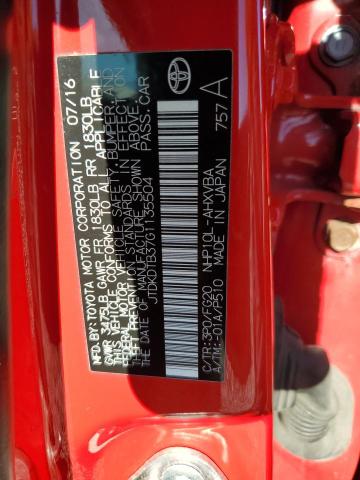 MFD. BY: TOYOTA MOTOR CORPORATION 07/16
GVWR 3475LB GAWR FR 1830LB RR 1830LB
THIS VEHICLE CONFORMS TO ALL APPLICABLE
FEDERAL MOTOR VEHICLE SAFETY, BUMPER, AND
THEFT PREVENTION STANDARDS IN EFFECT ON
THE DATE OF MANUFACTURE SHOWN ABOVE.
JTDKDTB37G1135504 PASS. CAR
C/TR: 3P0/FG20 NHP10L-AHXVBA
A/TM: -01A/P510 MADE IN JAPAN 757 A
TOYOTA